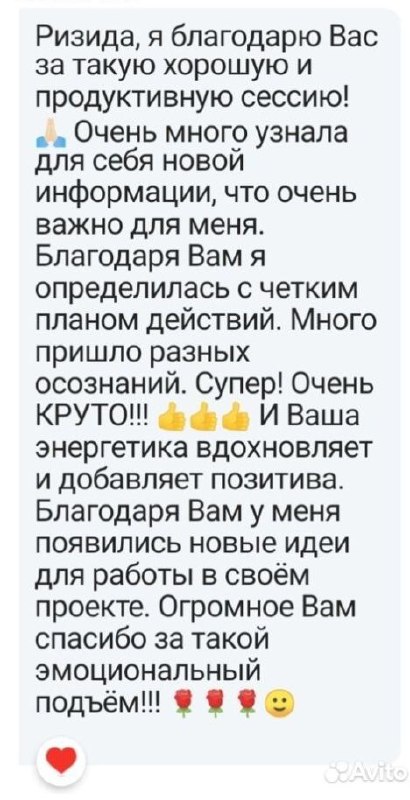 Ризида, я благодарю Вас
за такую хорошую и
продуктивную сессию!
🙏🏻 Очень много узнала
для себя новой
информации, что очень
важно для меня.
Благодаря Вам я
определилась с четким
планом действий. Много
пришло разных
осознаний. Супер! Очень
КРУТО!!! 👍👍👍 И Ваша
энергетика вдохновляет
и добавляет позитива.
Благодаря Вам у меня
появились новые идеи
для работы в своём
проекте. Огромное Вам
спасибо за такой
эмоциональный
подъём!!! 🌹🌹🌹🙂
Avito